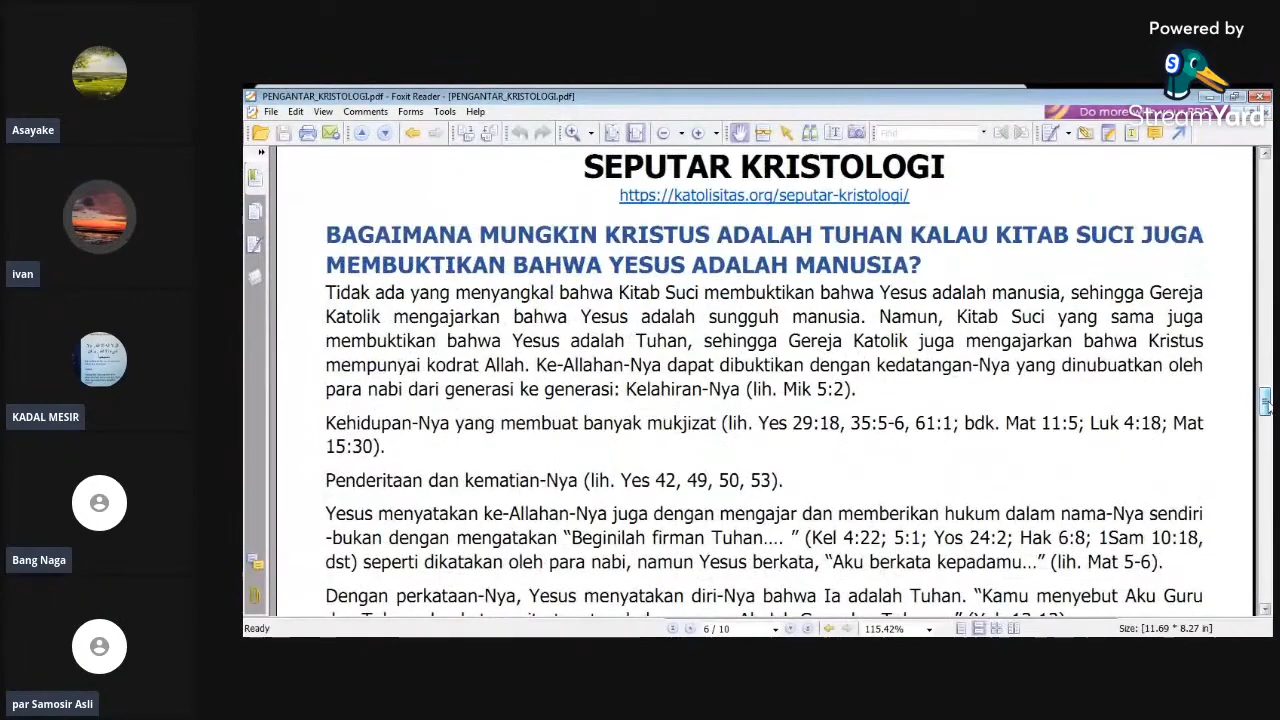 Powered by
StreamYard
Asayake
ivan
KADAL MESIR
Bang Naga
par Samosir Asli
PENGANTAR_KRISTOLOGI.pdf - Foxit Reader - [PENGANTAR_KRISTOLOGI.pdf]
File Edit View Comments Forms Tools Help
Do more
Find
SEPUTAR KRISTOLOGI
https://katolisitas.org/seputar-kristologi/
BAGAIMANA MUNGKIN KRISTUS ADALAH TUHAN KALAU KITAB SUCI JUGA
MEMBUKTIKAN BAHWA YESUS ADALAH MANUSIA?
Tidak ada yang menyangkal bahwa Kitab Suci membuktikan bahwa Yesus adalah manusia, sehingga Gereja
Katolik mengajarkan bahwa Yesus adalah sungguh manusia. Namun, Kitab Suci yang sama juga
membuktikan bahwa Yesus adalah Tuhan, sehingga Gereja Katolik juga mengajarkan bahwa Kristus
mempunyai kodrat Allah. Ke-Allahan-Nya dapat dibuktikan dengan kedatangan-Nya yang dinubuatkan oleh
para nabi dari generasi ke generasi: Kelahiran-Nya (lih. Mik 5:2).
Kehidupan-Nya yang membuat banyak mukjizat (lih. Yes 29:18, 35:5-6, 61:1; bdk. Mat 11:5; Luk 4:18; Mat
15:30).
Penderitaan dan kematian-Nya (lih. Yes 42, 49, 50, 53).
Yesus menyatakan ke-Allahan-Nya juga dengan mengajar dan memberikan hukum dalam nama-Nya sendiri
-bukan dengan mengatakan “Beginilah firman Tuhan.... ” (Kel 4:22; 5:1; Yos 24:2; Hak 6:8; 1Sam 10:18,
dst) seperti dikatakan oleh para nabi, namun Yesus berkata, “Aku berkata kepadamu…” (lih. Mat 5-6).
Dengan perkataan-Nya, Yesus menyatakan diri-Nya bahwa Ia adalah Tuhan. “Kamu menyebut Aku Guru
Ready
6 / 10
115.42%
Size: [11.69 * 8.27 in]